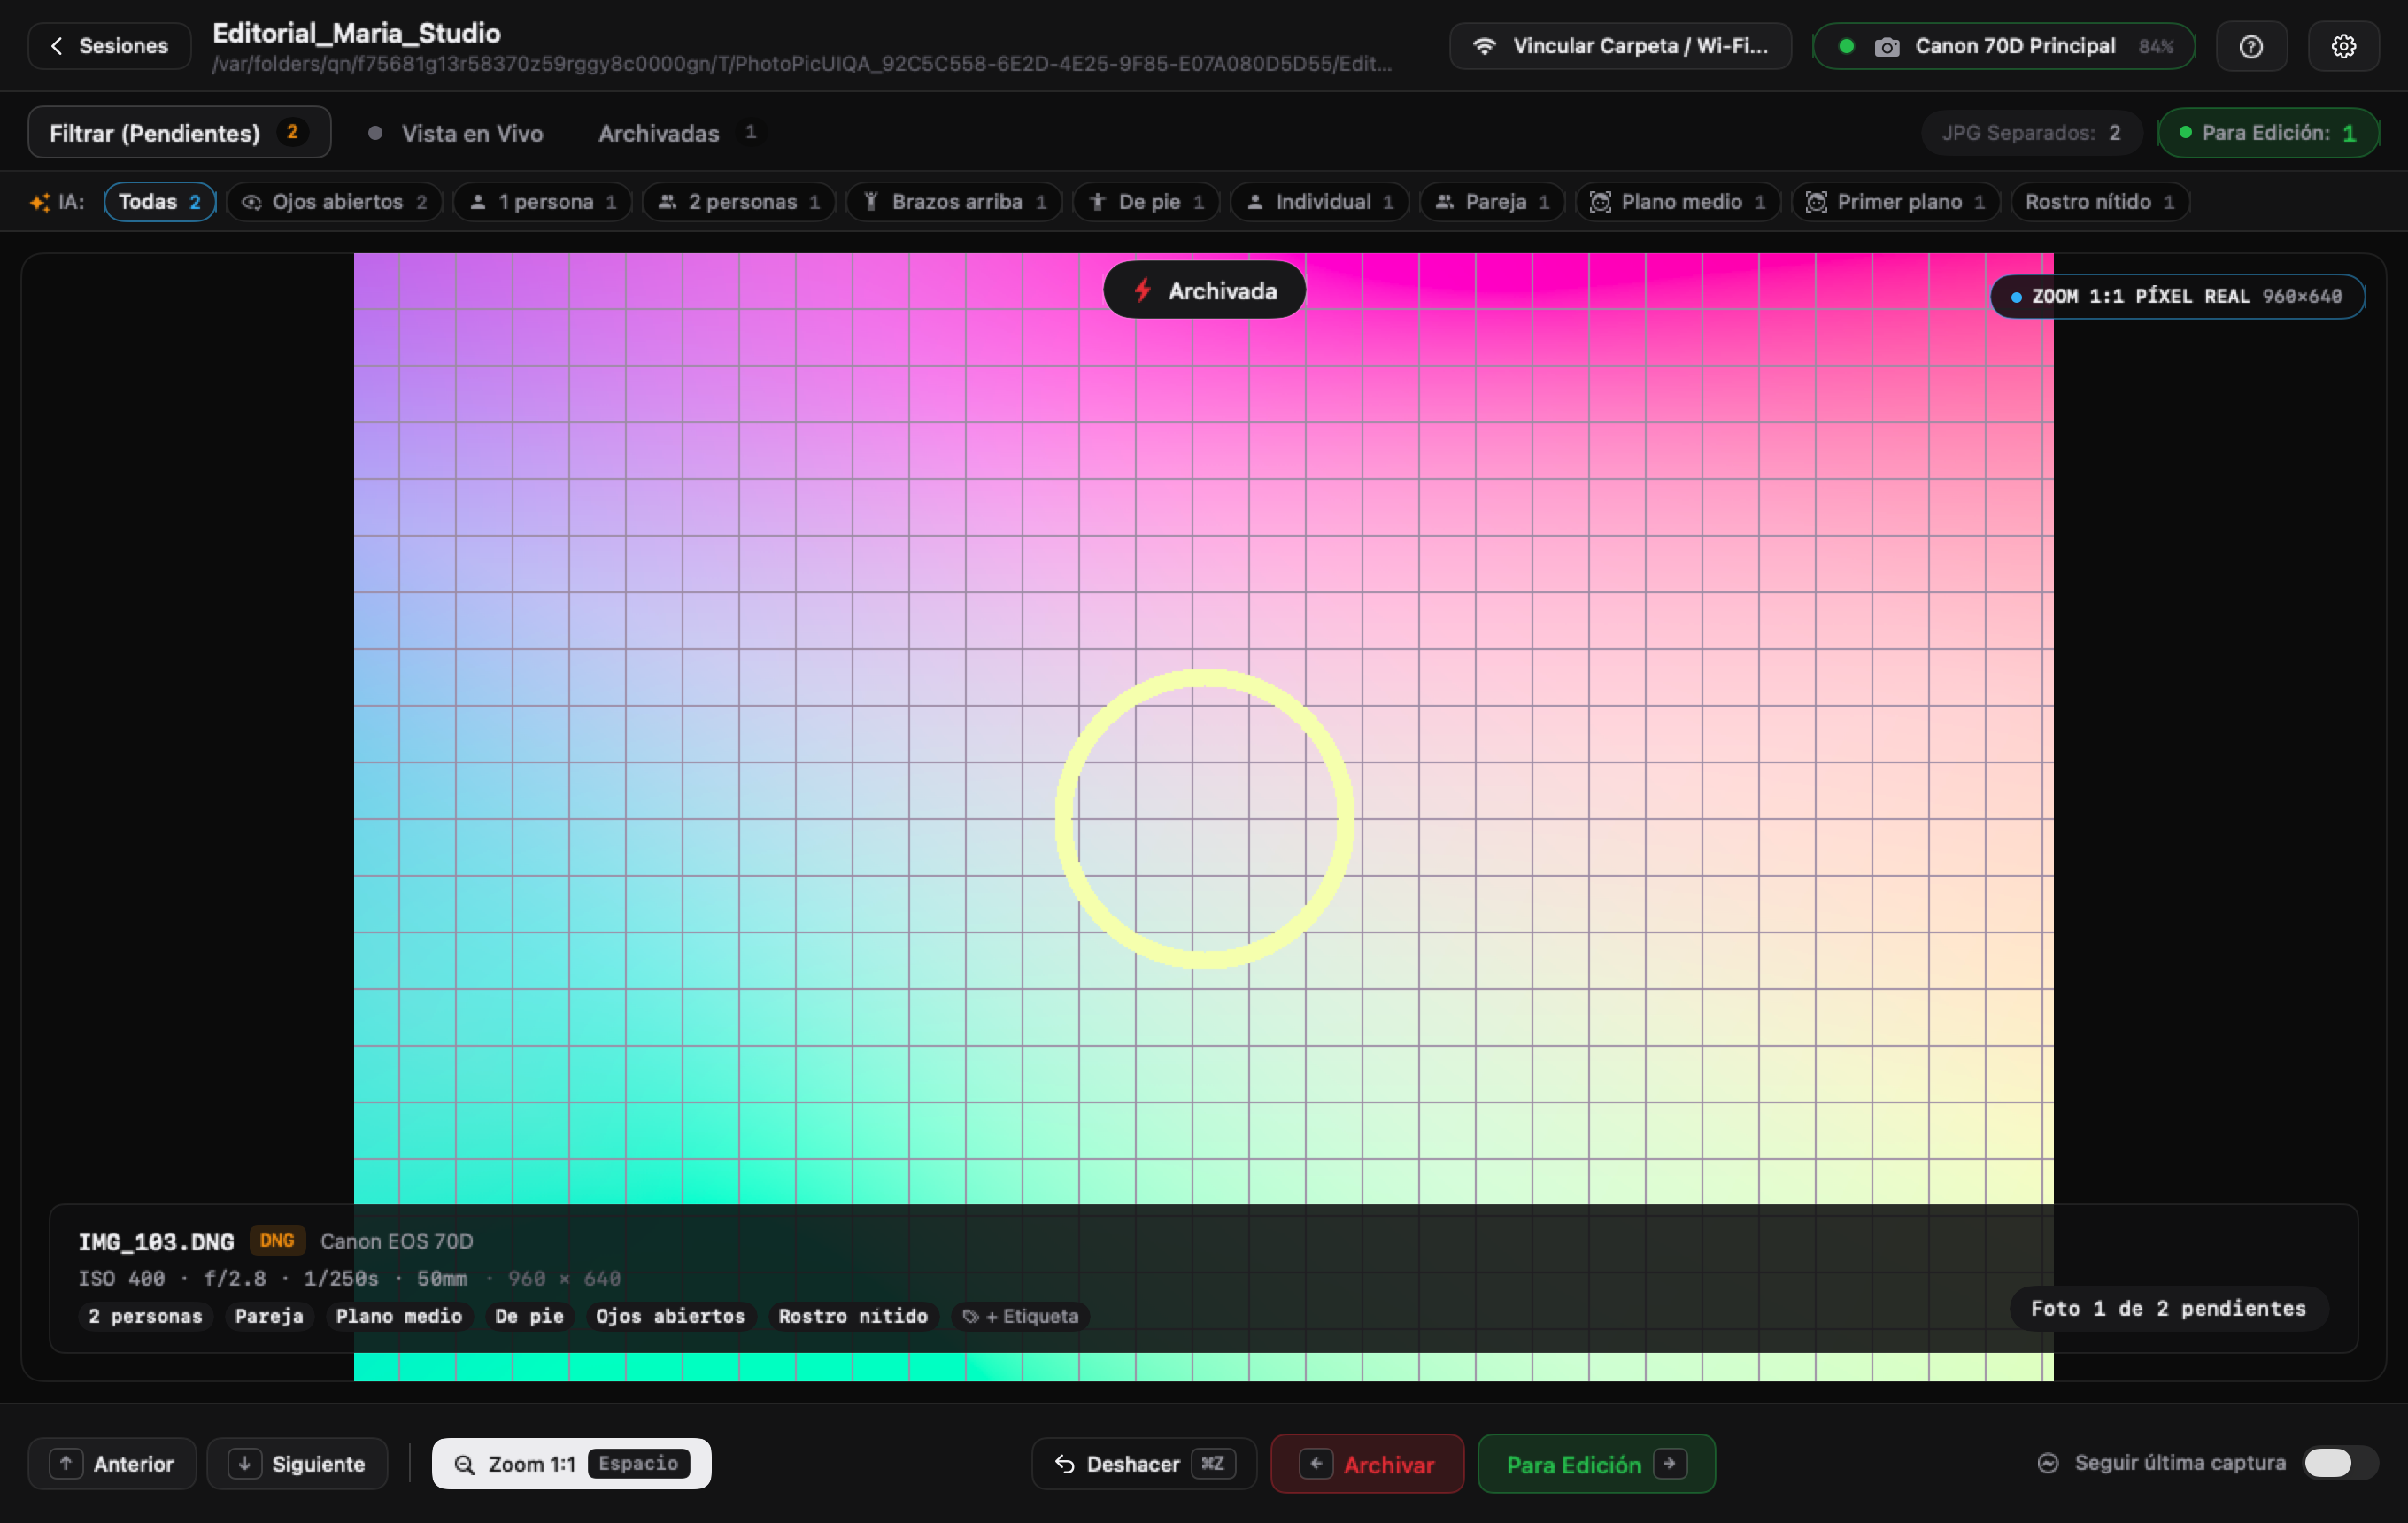 Sesiones
Editorial_Maria_Studio
/var/folders/qn/f75681g13r58370z59rggy8c0000gn/T/PhotoPicUIQA_92C5C558-6E2D-4E25-9F85-E07A080D5D55/Edit...
Vincular Carpeta / Wi-Fi...
Canon 70D Principal 84%
Filtrar (Pendientes) 2
Vista en Vivo
Archivadas 1
JPG Separados: 2
Para Edición: 1
IA:
Todas 2
Ojos abiertos 2
1 persona 1
2 personas 1
Brazos arriba 1
De pie 1
Individual 1
Pareja 1
Plano medio 1
Primer plano 1
Rostro nítido 1
Archivada
ZOOM 1:1 PÍXEL REAL 960×640
IMG_103.DNG DNG Canon EOS 70D
ISO 400 · f/2.8 · 1/250s · 50mm · 960 × 640
2 personas Pareja Plano medio De pie Ojos abiertos Rostro nítido + Etiqueta
Foto 1 de 2 pendientes
↑ Anterior
↓ Siguiente
Zoom 1:1 Espacio
Deshacer ⌘Z
← Archivar
Para Edición →
Seguir última captura